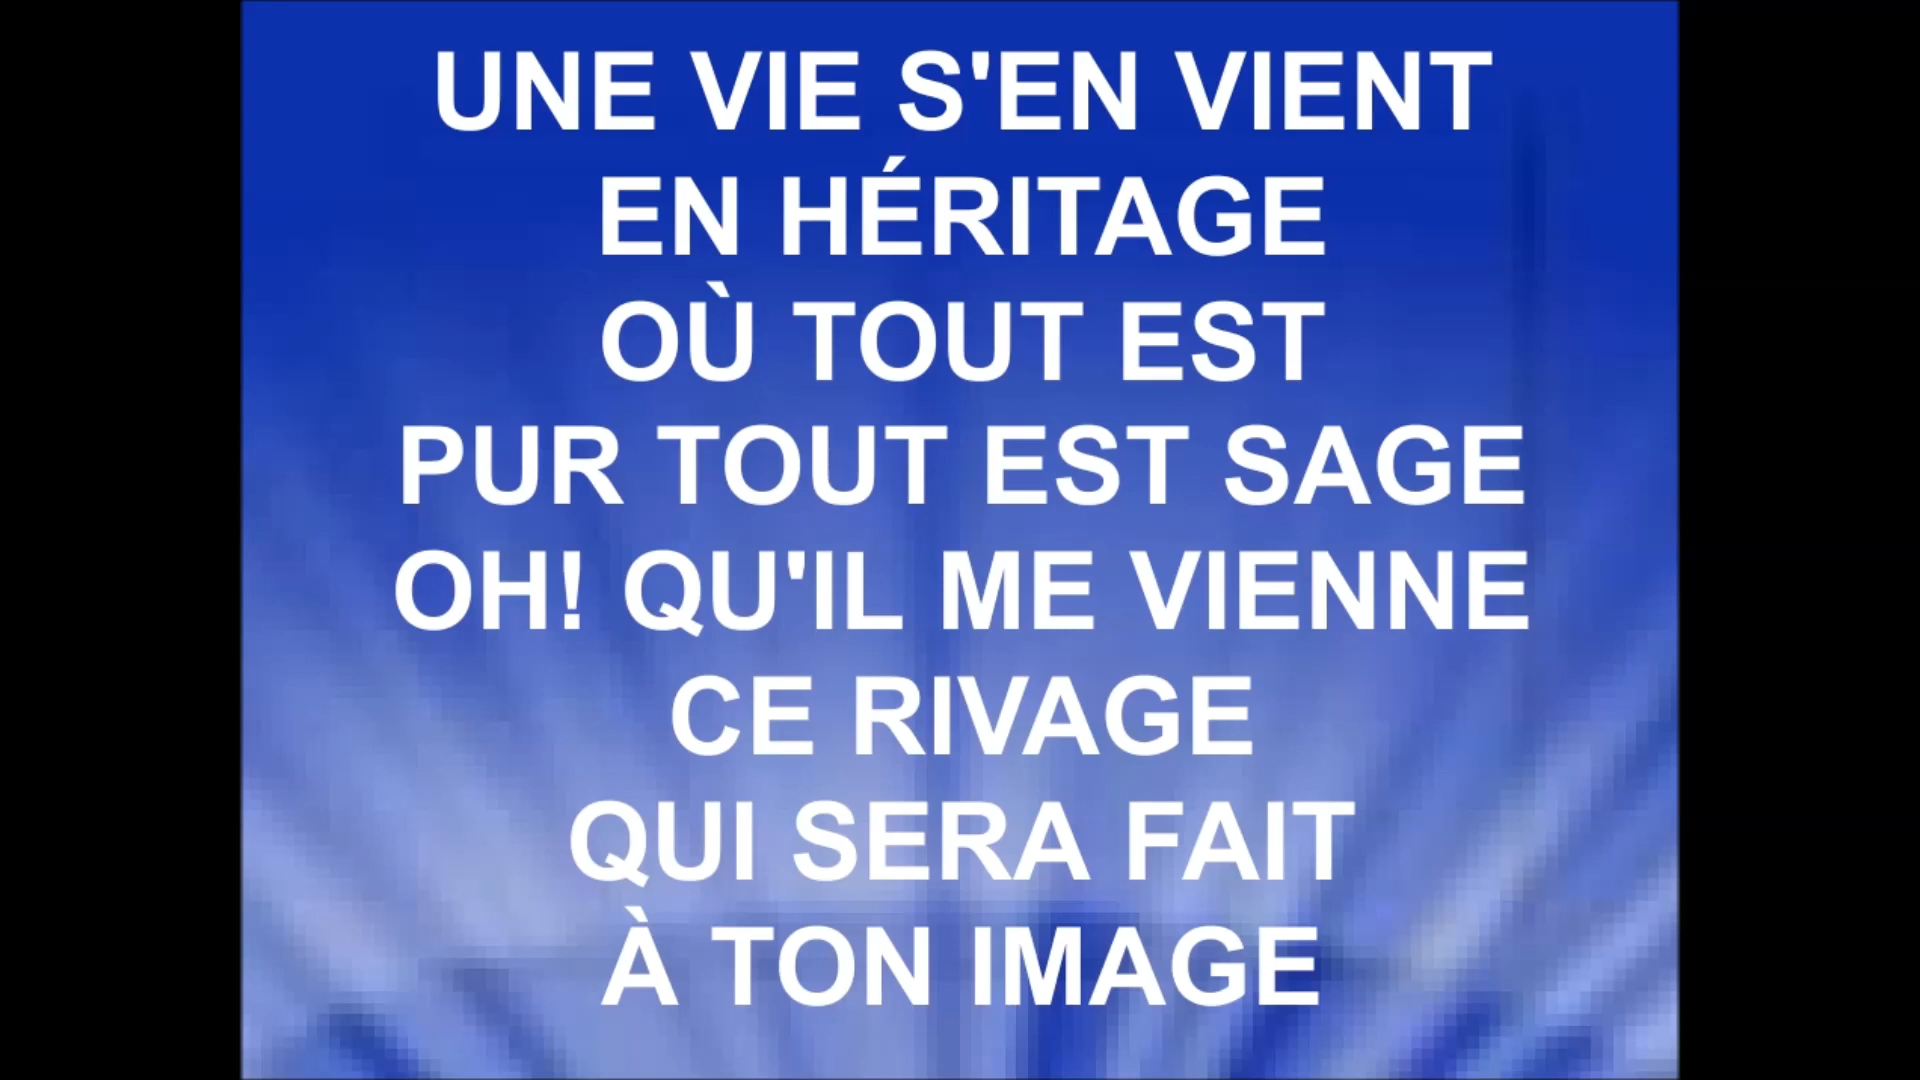 UNE VIE S'EN VIENT
EN HÉRITAGE
OÙ TOUT EST
PUR TOUT EST SAGE
OH! QU'IL ME VIENNE
CE RIVAGE
QUI SERA FAIT
À TON IMAGE